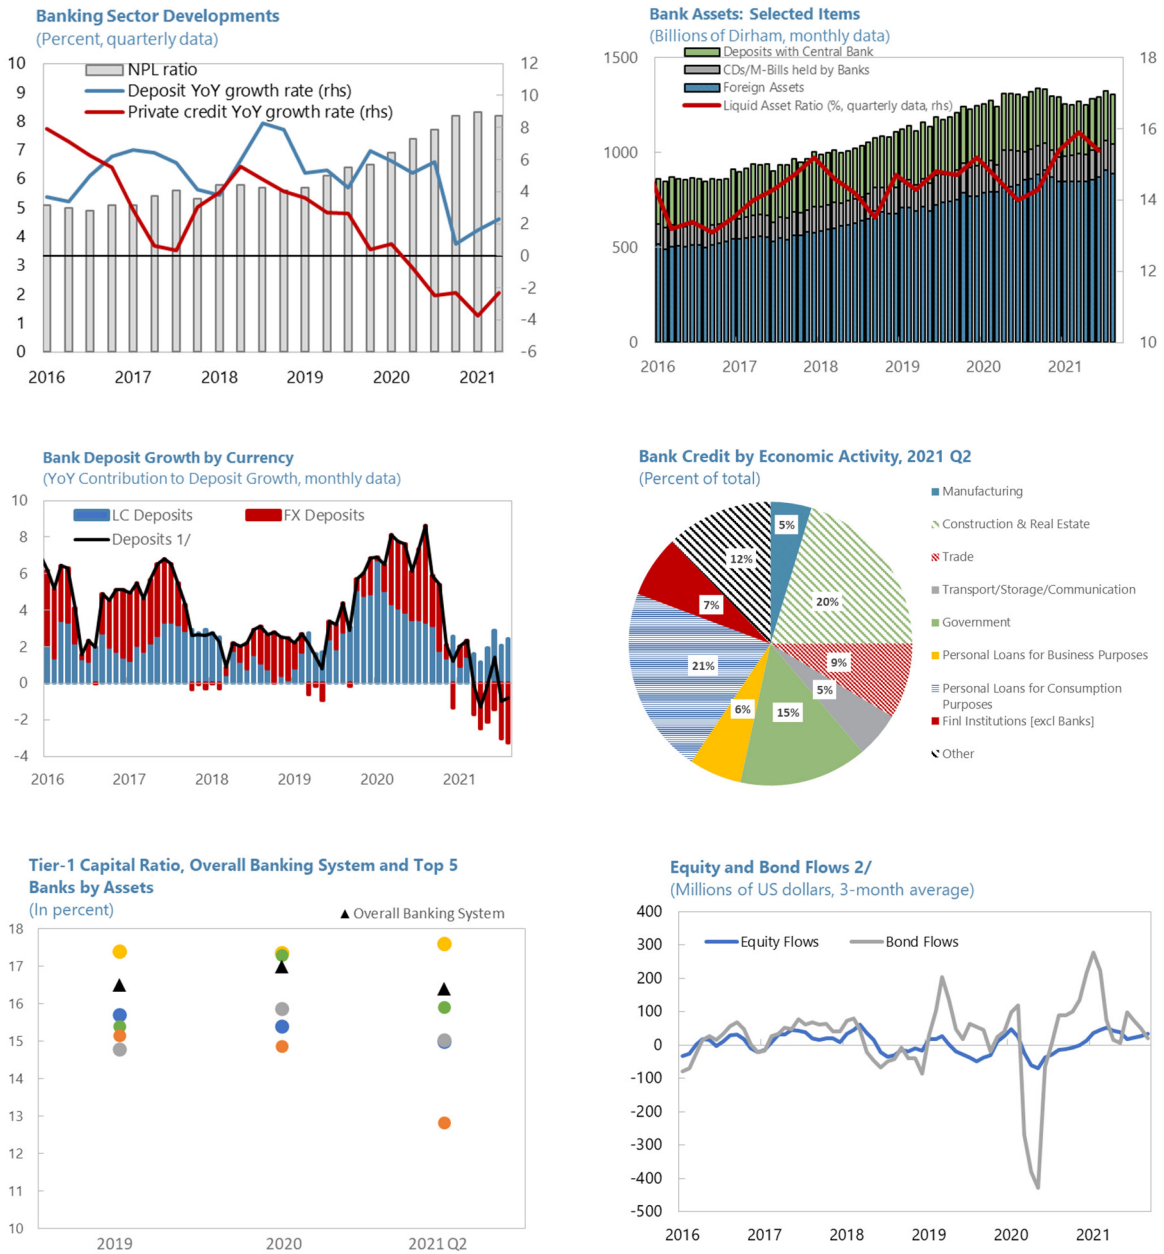 Banking Sector Developments
(Percent, quarterly data)
NPL ratio
Deposit YoY growth rate (rhs)
Private credit YoY growth rate (rhs)
10
9
8
7
6
5
4
3
2
1
0
12
10
8
6
4
2
0
-2
-4
-6
2016
2017
2018
2019
2020
2021
Bank Assets: Selected Items
(Billions of Dirham, monthly data)
Deposits with Central Bank
CDs/M-Bills held by Banks
Foreign Assets
Liquid Asset Ratio (%, quarterly data, rhs)
1500
1000
500
0
18
16
14
12
10
2016
2017
2018
2019
2020
2021
Bank Deposit Growth by Currency
(YoY Contribution to Deposit Growth, monthly data)
LC Deposits
FX Deposits
Deposits 1/
10
8
6
4
2
0
-2
-4
2016
2017
2018
2019
2020
2021
Bank Credit by Economic Activity, 2021 Q2
(Percent of total)
5%
20%
9%
5%
15%
6%
21%
7%
12%
Manufacturing
Construction & Real Estate
Trade
Transport/Storage/Communication
Government
Personal Loans for Business Purposes
Personal Loans for Consumption
Purposes
Finl Institutions [excl Banks]
Other
Tier-1 Capital Ratio, Overall Banking System and Top 5
Banks by Assets
(In percent)
Overall Banking System
18
17
16
15
14
13
12
11
10
2019
2020
2021 Q2
Equity and Bond Flows 2/
(Millions of US dollars, 3-month average)
Equity Flows
Bond Flows
400
300
200
100
0
-100
-200
-300
-400
-500
2016
2017
2018
2019
2020
2021